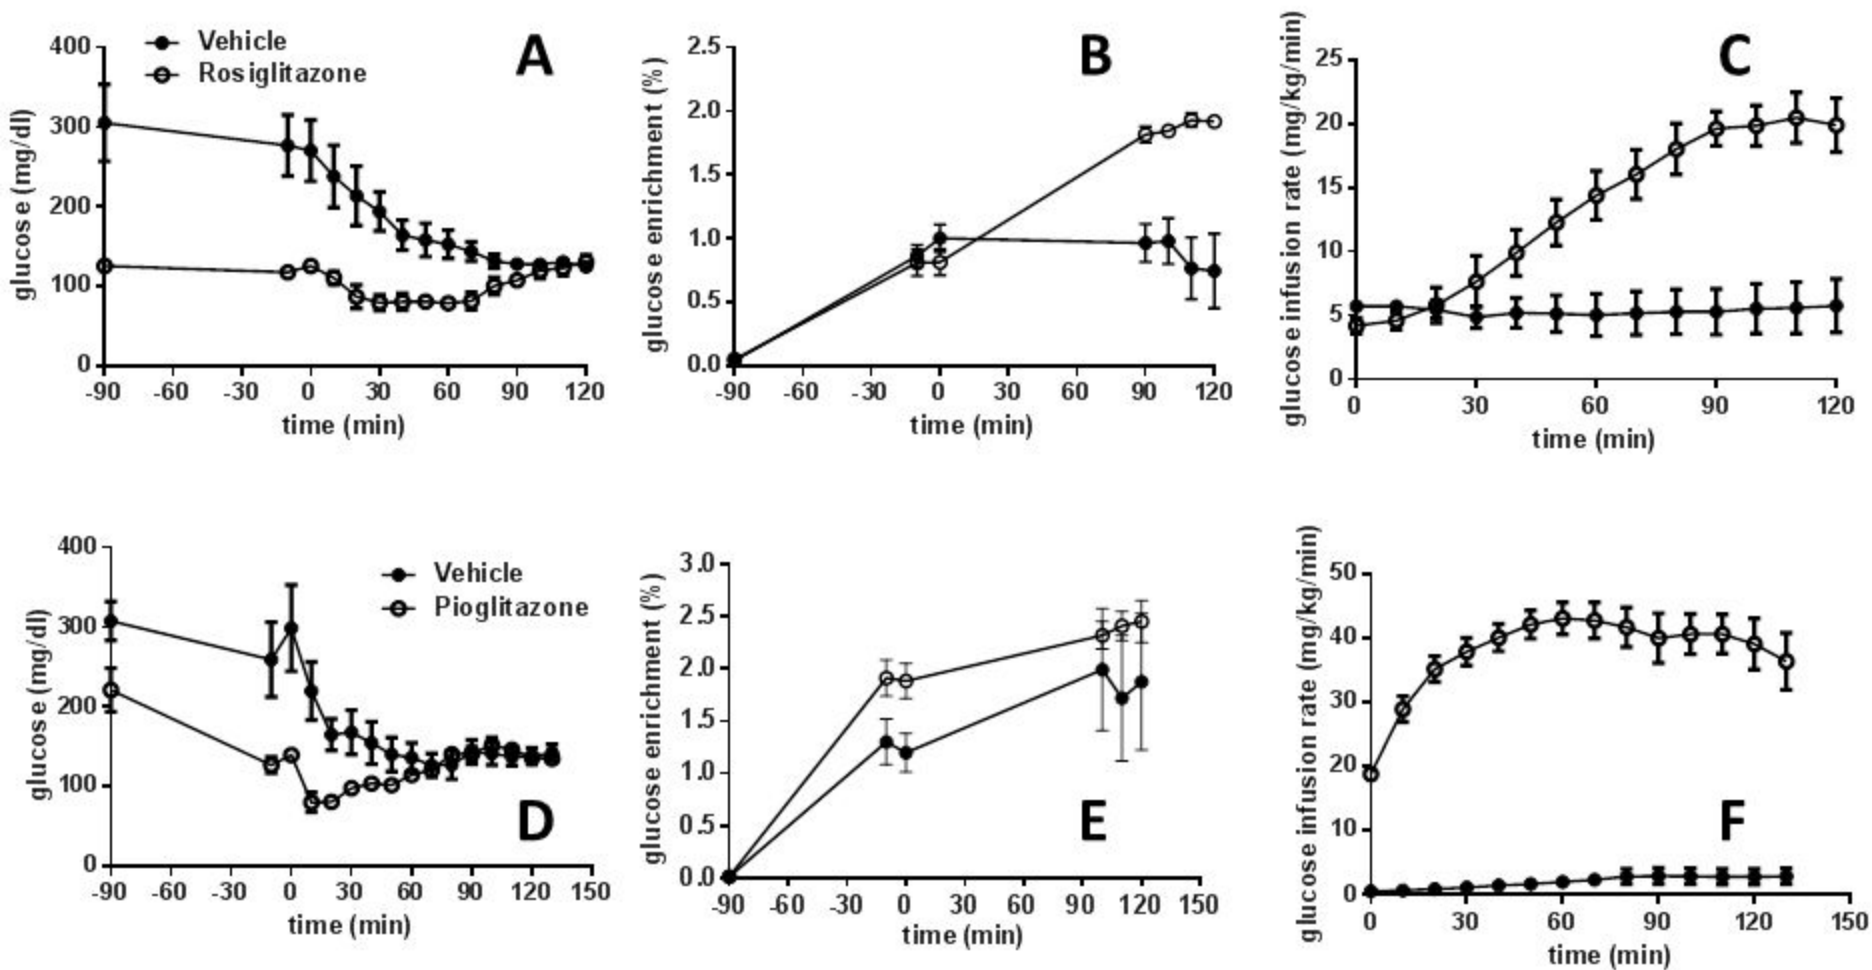 Vehicle
Rosiglitazone
A
glucose (mg/dl)
400
300
200
100
0
-90 -60 -30 0 30 60 90 120
time (min)
B
glucose enrichment (%)
2.5
2.0
1.5
1.0
0.5
0.0
-90 -60 -30 0 30 60 90 120
time (min)
C
glucose infusion rate (mg/kg/min)
25
20
15
10
5
0
0 30 60 90 120
time (min)
Vehicle
Pioglitazone
D
glucose (mg/dl)
400
300
200
100
0
-90 -60 -30 0 30 60 90 120 150
time (min)
E
glucose enrichment (%)
3.0
2.5
2.0
1.5
1.0
0.5
0.0
-90 -60 -30 0 30 60 90 120 150
time (min)
F
glucose infusion rate (mg/kg/min)
50
40
30
20
10
0
0 30 60 90 120 150
time (min)